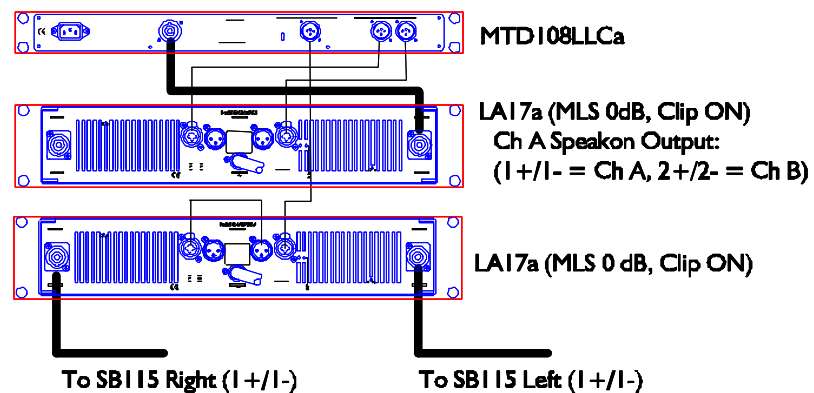 MTD108LLCa
LA17a (MLS 0dB, Clip ON)
Ch A Speakon Output:
(1+/1- = Ch A, 2+/2- = Ch B)
LA17a (MLS 0 dB, Clip ON)
To SB115 Right (1+/1-)
To SB115 Left (1+/1-)